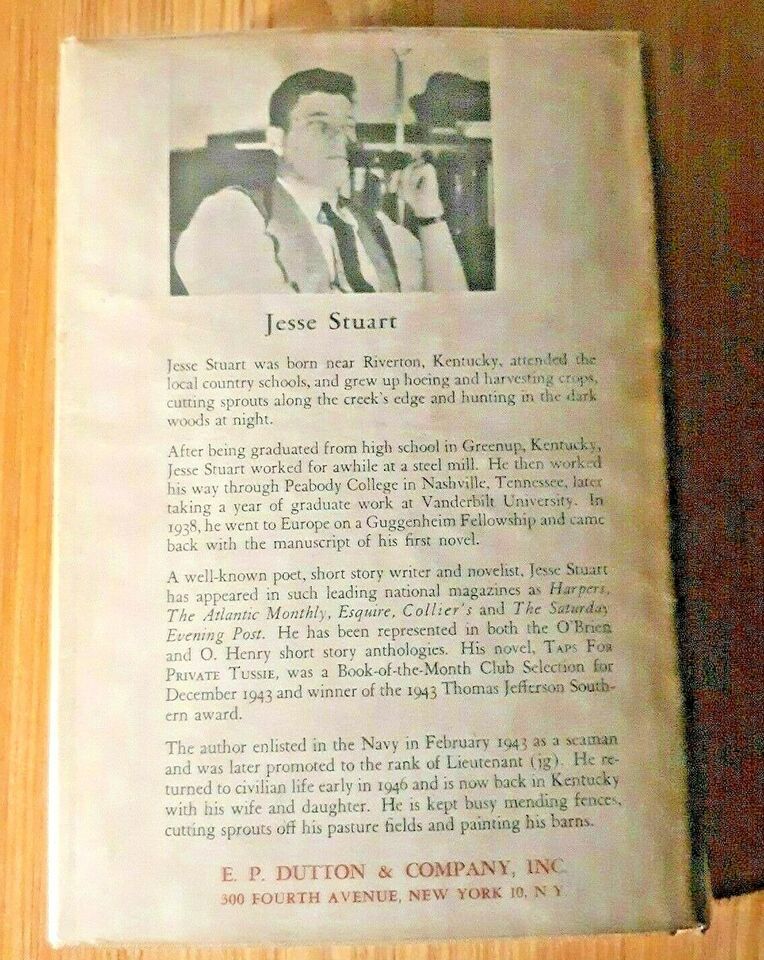 Jesse Stuart
Jesse Stuart was born near Riverton, Kentucky, attended the
local country schools, and grew up hoeing and harvesting crops,
cutting sprouts along the creek's edge and hunting in the dark
woods at night.
After being graduated from high school in Greenup, Kentucky,
Jesse Stuart worked for awhile at a steel mill. He then worked
his way through Peabody College in Nashville, Tennessee, later
taking a year of graduate work at Vanderbilt University. In
1938, he went to Europe on a Guggenheim Fellowship and came
back with the manuscript of his first novel.
A well-known poet, short story writer and novelist, Jesse Stuart
has appeared in such leading national magazines as Harpers,
The Atlantic Monthly, Esquire, Collier's and The Saturday
Evening Post. He has been represented in both the O'Brien
and O. Henry short story anthologies. His novel, TAPS FOR
PRIVATE TUSSIE, was a Book-of-the-Month Club Selection for
December 1943 and winner of the 1943 Thomas Jefferson South-
ern award.
The author enlisted in the Navy in February 1943 as a seaman
and was later promoted to the rank of Lieutenant (jg). He re-
turned to civilian life early in 1946 and is now back in Kentucky
with his wife and daughter. He is kept busy mending fences,
cutting sprouts off his pasture fields and painting his barns.
E. P. DUTTON & COMPANY, INC.
300 FOURTH AVENUE, NEW YORK 10, N Y